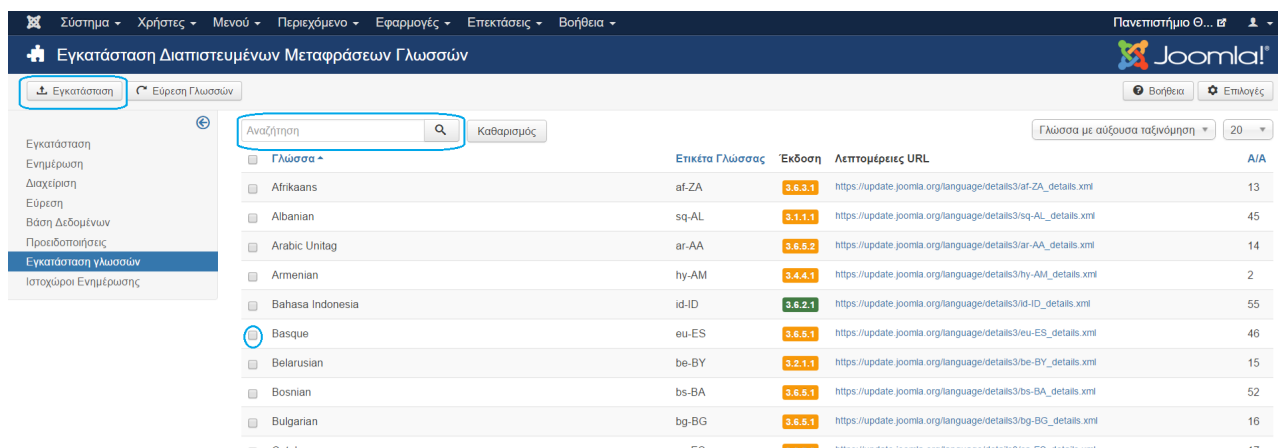 Σύστημα Χρήστες Μενού Περιεχόμενο Εφαρμογές Επεκτάσεις Βοήθεια Πανεπιστήμιο Θ...
Εγκατάσταση Διαπιστευμένων Μεταφράσεων Γλωσσών Joomla!®
Εγκατάσταση Εύρεση Γλωσσών Βοήθεια Επιλογές
Αναζήτηση Καθαρισμός Γλώσσα με αύξουσα ταξινόμηση 20
Εγκατάσταση
Ενημέρωση
Διαχείριση
Εύρεση
Βάση Δεδομένων
Προειδοποιήσεις
Εγκατάσταση γλωσσών
Ιστοχώροι Ενημέρωσης
Γλώσσα Ετικέτα Γλώσσας Έκδοση Λεπτομέρειες URL Α/Α
Afrikaans af-ZA 3.6.3.1 https://update.joomla.org/language/details3/af-ZA_details.xml 13
Albanian sq-AL 3.1.1.1 https://update.joomla.org/language/details3/sq-AL_details.xml 45
Arabic Unitag ar-AA 3.6.5.2 https://update.joomla.org/language/details3/ar-AA_details.xml 14
Armenian hy-AM 3.4.4.1 https://update.joomla.org/language/details3/hy-AM_details.xml 2
Bahasa Indonesia id-ID 3.6.2.1 https://update.joomla.org/language/details3/id-ID_details.xml 55
Basque eu-ES 3.6.5.1 https://update.joomla.org/language/details3/eu-ES_details.xml 46
Belarusian be-BY 3.2.1.1 https://update.joomla.org/language/details3/be-BY_details.xml 15
Bosnian bs-BA 3.6.5.1 https://update.joomla.org/language/details3/bs-BA_details.xml 52
Bulgarian bg-BG 3.6.5.1 https://update.joomla.org/language/details3/bg-BG_details.xml 16